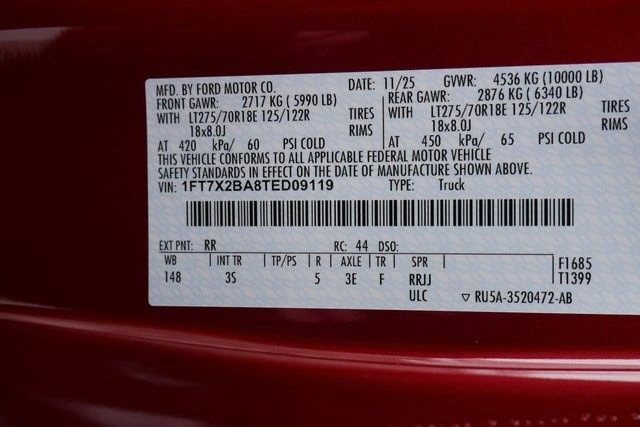 MFD. BY FORD MOTOR CO. DATE: 11/25 GVWR: 4536 KG (10000 LB)
FRONT GAWR: 2717 KG ( 5990 LB) REAR GAWR: 2876 KG ( 6340 LB)
WITH LT275/70R18E 125/122R TIRES WITH LT275/70R18E 125/122R TIRES
18x8.0J RIMS 18x8.0J RIMS
AT 420 kPa/ 60 PSI COLD AT 450 kPa/ 65 PSI COLD
THIS VEHICLE CONFORMS TO ALL APPLICABLE FEDERAL MOTOR VEHICLE
SAFETY STANDARDS IN EFFECT ON THE DATE OF MANUFACTURE SHOWN ABOVE.
VIN: 1FT7X2BA8TED09119 TYPE: Truck
EXT PNT: RR RC: 44 DSO:
WB INT TR TP/PS R AXLE TR SPR F1685
148 3S 5 3E F RRJJ T1399
ULC ▽ RU5A-3520472-AB